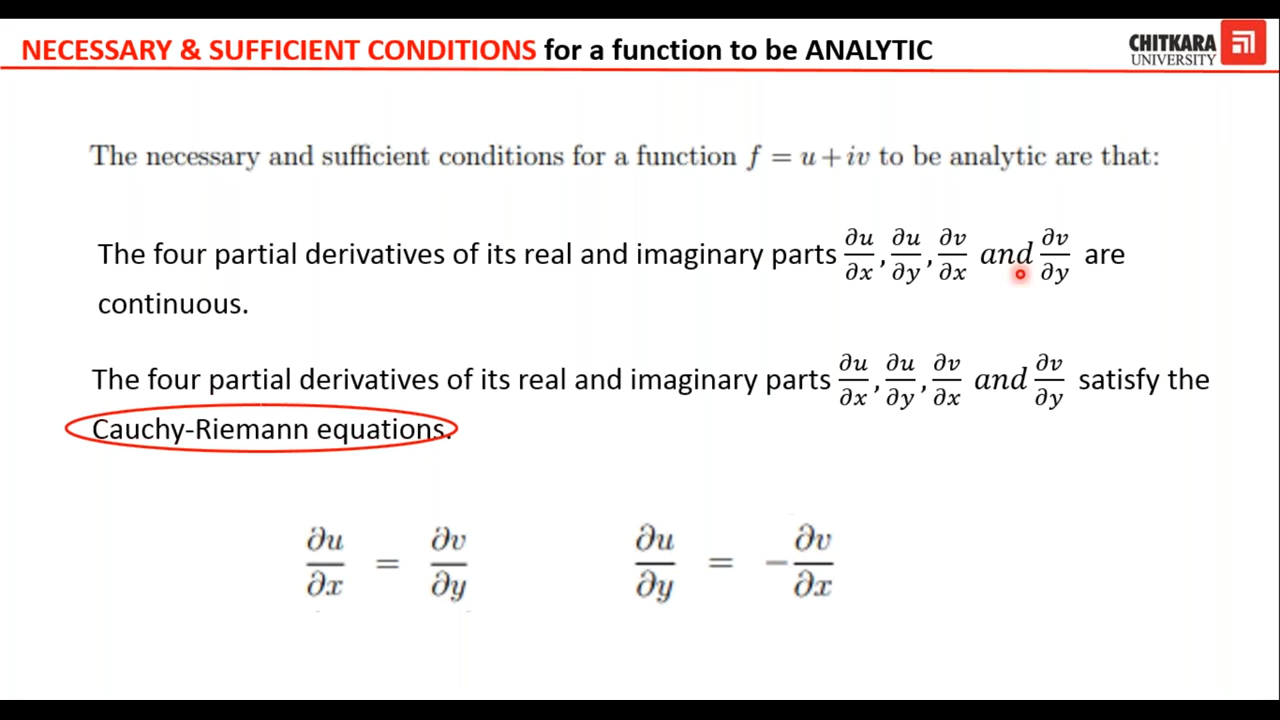 NECESSARY & SUFFICIENT CONDITIONS for a function to be ANALYTIC
CHITKARA
UNIVERSITY
The necessary and sufficient conditions for a function f = u + iv to be analytic are that:
The four partial derivatives of its real and imaginary parts ∂u/∂x, ∂u/∂y, ∂v/∂x and ∂v/∂y are
continuous.
The four partial derivatives of its real and imaginary parts ∂u/∂x, ∂u/∂y, ∂v/∂x and ∂v/∂y satisfy the
Cauchy-Riemann equations.
∂u/∂x = ∂v/∂y ∂u/∂y = −∂v/∂x